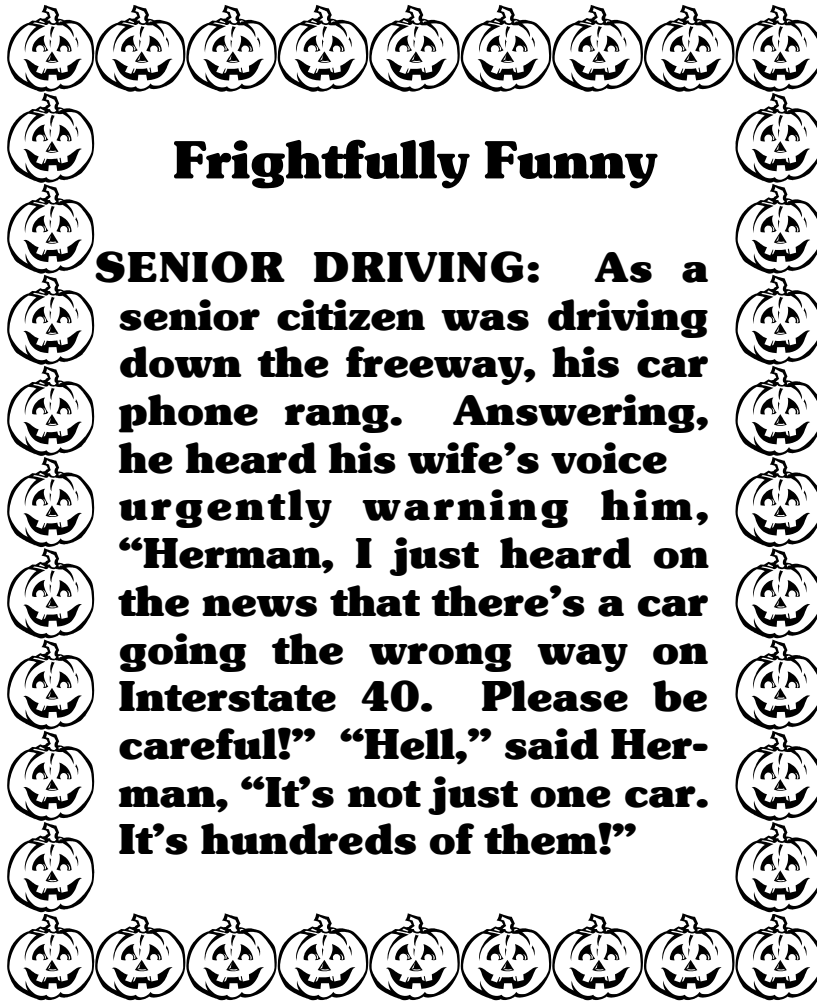 Frightfully Funny
SENIOR DRIVING: As a
senior citizen was driving
down the freeway, his car
phone rang. Answering,
he heard his wife’s voice
urgently warning him,
“Herman, I just heard on
the news that there’s a car
going the wrong way on
Interstate 40. Please be
careful!” “Hell,” said Her-
man, “It’s not just one car.
It’s hundreds of them!”